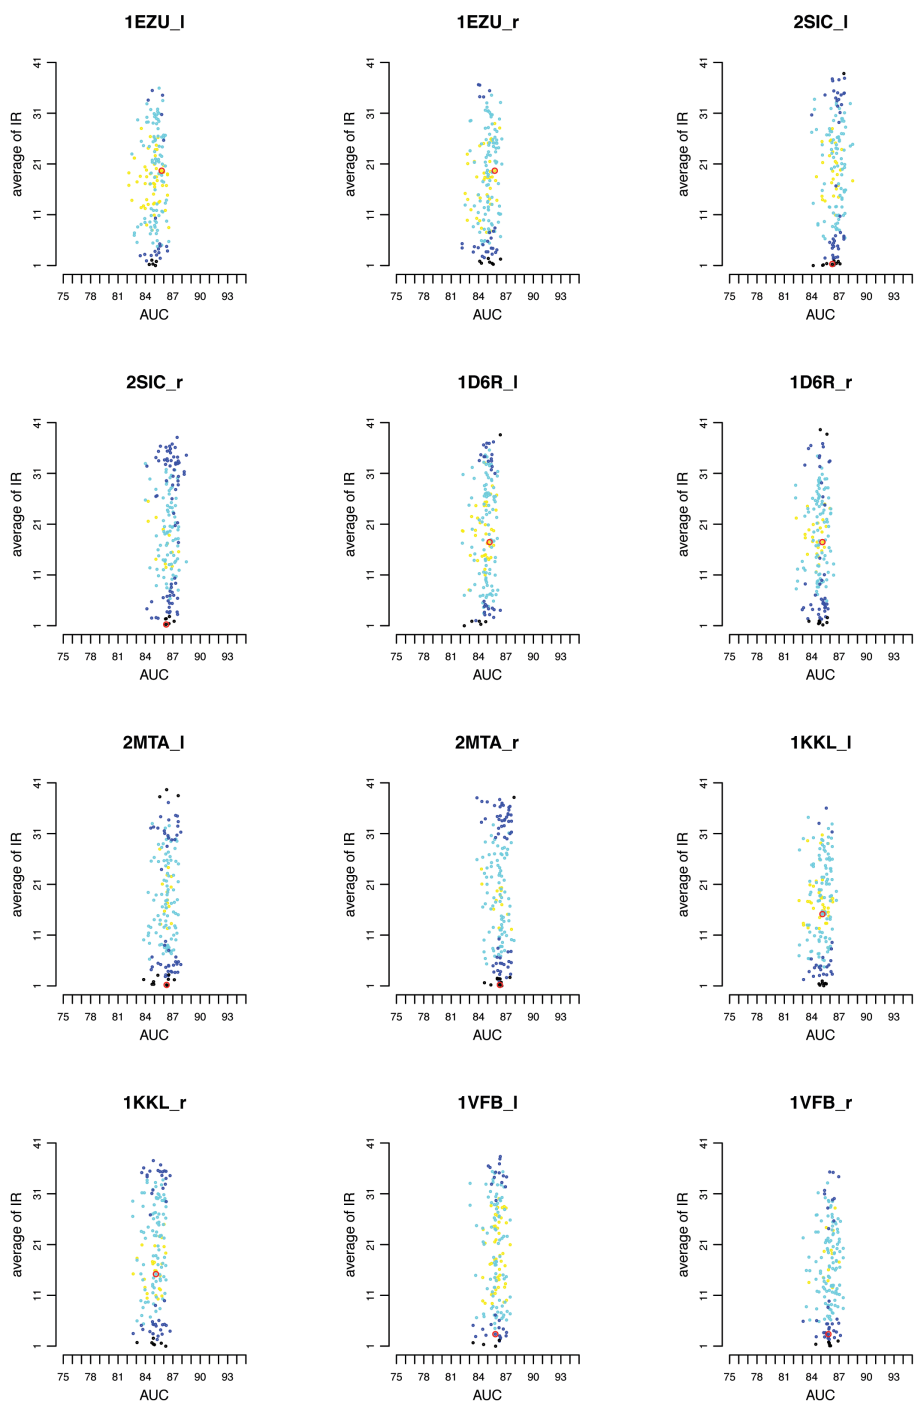 1EZU_l
1EZU_r
2SIC_l
average of IR
1 11 21 31 41
75 78 81 84 87 90 93
AUC
average of IR
1 11 21 31 41
75 78 81 84 87 90 93
AUC
average of IR
1 11 21 31 41
75 78 81 84 87 90 93
AUC
2SIC_r
1D6R_l
1D6R_r
average of IR
1 11 21 31 41
75 78 81 84 87 90 93
AUC
average of IR
1 11 21 31 41
75 78 81 84 87 90 93
AUC
average of IR
1 11 21 31 41
75 78 81 84 87 90 93
AUC
2MTA_l
2MTA_r
1KKL_l
average of IR
1 11 21 31 41
75 78 81 84 87 90 93
AUC
average of IR
1 11 21 31 41
75 78 81 84 87 90 93
AUC
average of IR
1 11 21 31 41
75 78 81 84 87 90 93
AUC
1KKL_r
1VFB_l
1VFB_r
average of IR
1 11 21 31 41
75 78 81 84 87 90 93
AUC
average of IR
1 11 21 31 41
75 78 81 84 87 90 93
AUC
average of IR
1 11 21 31 41
75 78 81 84 87 90 93
AUC